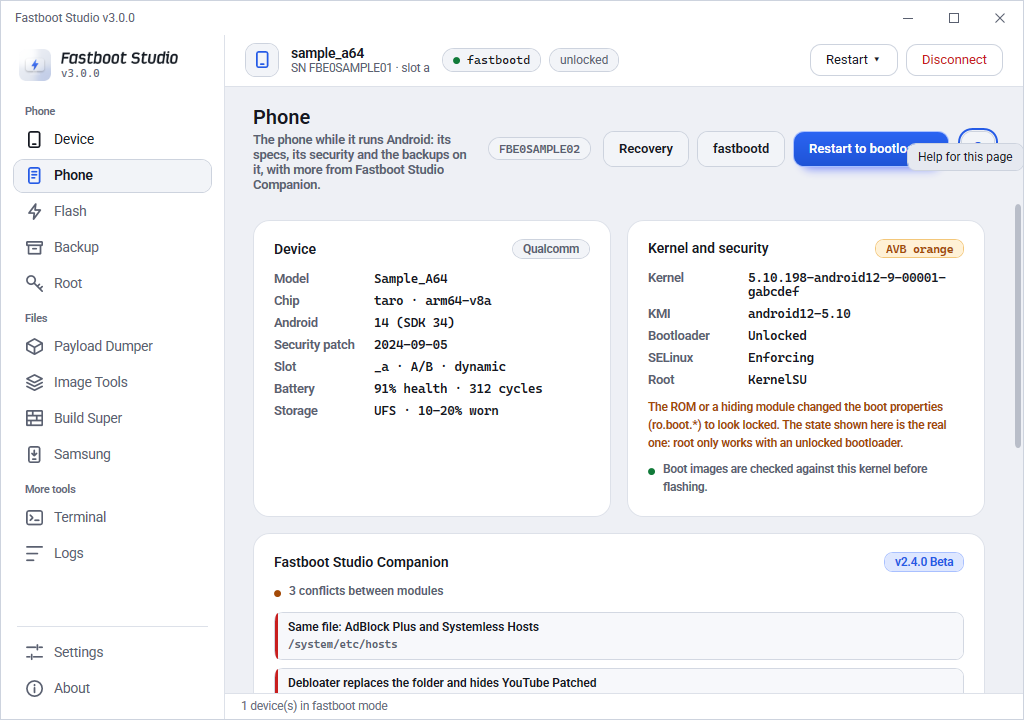 Fastboot Studio v3.0.0
Fastboot Studio
v3.0.0
Phone
Device
Phone
Flash
Backup
Root
Files
Payload Dumper
Image Tools
Build Super
Samsung
More tools
Terminal
Logs
Settings
About
sample_a64
SN FBE0SAMPLE01 · slot a
fastbootd
unlocked
Restart
Disconnect
Phone
The phone while it runs Android: its
specs, its security and the backups on
it, with more from Fastboot Studio
Companion.
FBE0SAMPLE02
Recovery
fastbootd
Restart to
Help for this page
Device
Qualcomm
Model Sample_A64
Chip taro · arm64-v8a
Android 14 (SDK 34)
Security patch 2024-09-05
Slot _a · A/B · dynamic
Battery 91% health · 312 cycles
Storage UFS · 10-20% worn
Kernel and security
AVB orange
Kernel 5.10.198-android12-9-00001-
gabcdef
KMI android12-5.10
Bootloader Unlocked
SELinux Enforcing
Root KernelSU
The ROM or a hiding module changed the boot properties
(ro.boot.*) to look locked. The state shown here is the real
one: root only works with an unlocked bootloader.
Boot images are checked against this kernel before
flashing.
Fastboot Studio Companion
v2.4.0 Beta
3 conflicts between modules
Same file: AdBlock Plus and Systemless Hosts
/system/etc/hosts
Debloater replaces the folder and hides YouTube Patched
1 device(s) in fastboot mode